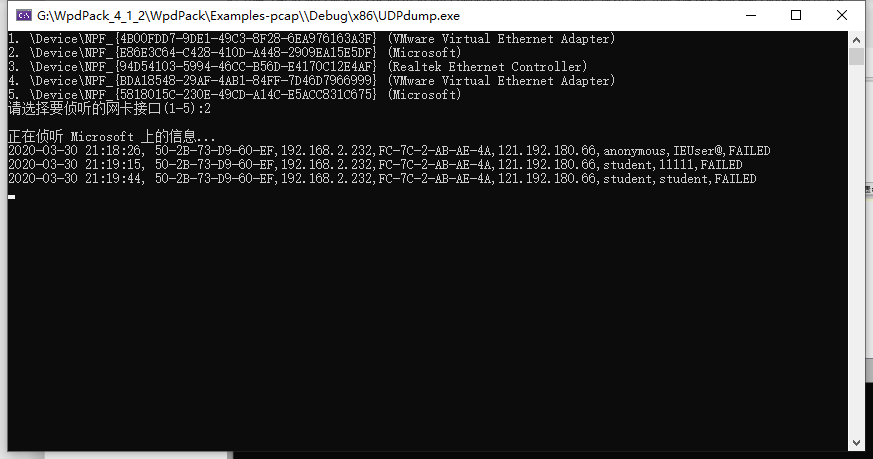 G:\WpdPack_4_1_2\WpdPack\Examples-pcap\\Debug\x86\UDPdump.exe
1. \Device\NPF_{4B00FDD7-9DE1-49C3-8F28-6EA976163A3F} (VMware Virtual Ethernet Adapter)
2. \Device\NPF_{E86E3C64-C428-410D-A448-2909EA15E5DF} (Microsoft)
3. \Device\NPF_{94D54103-5994-46CC-B56D-E4170C12E4AF} (Realtek Ethernet Controller)
4. \Device\NPF_{BDA18548-29AF-4AB1-84FF-7D46D7966999} (VMware Virtual Ethernet Adapter)
5. \Device\NPF_{5818015C-230E-49CD-A14C-E5ACC831C675} (Microsoft)
请选择要侦听的网卡接口(1-5):2
正在侦听 Microsoft 上的信息...
2020-03-30 21:18:26, 50-2B-73-D9-60-EF,192.168.2.232,FC-7C-2-AB-AE-4A,121.192.180.66,anonymous,IEUser@,FAILED
2020-03-30 21:19:15, 50-2B-73-D9-60-EF,192.168.2.232,FC-7C-2-AB-AE-4A,121.192.180.66,student,lllll,FAILED
2020-03-30 21:19:44, 50-2B-73-D9-60-EF,192.168.2.232,FC-7C-2-AB-AE-4A,121.192.180.66,student,student,FAILED